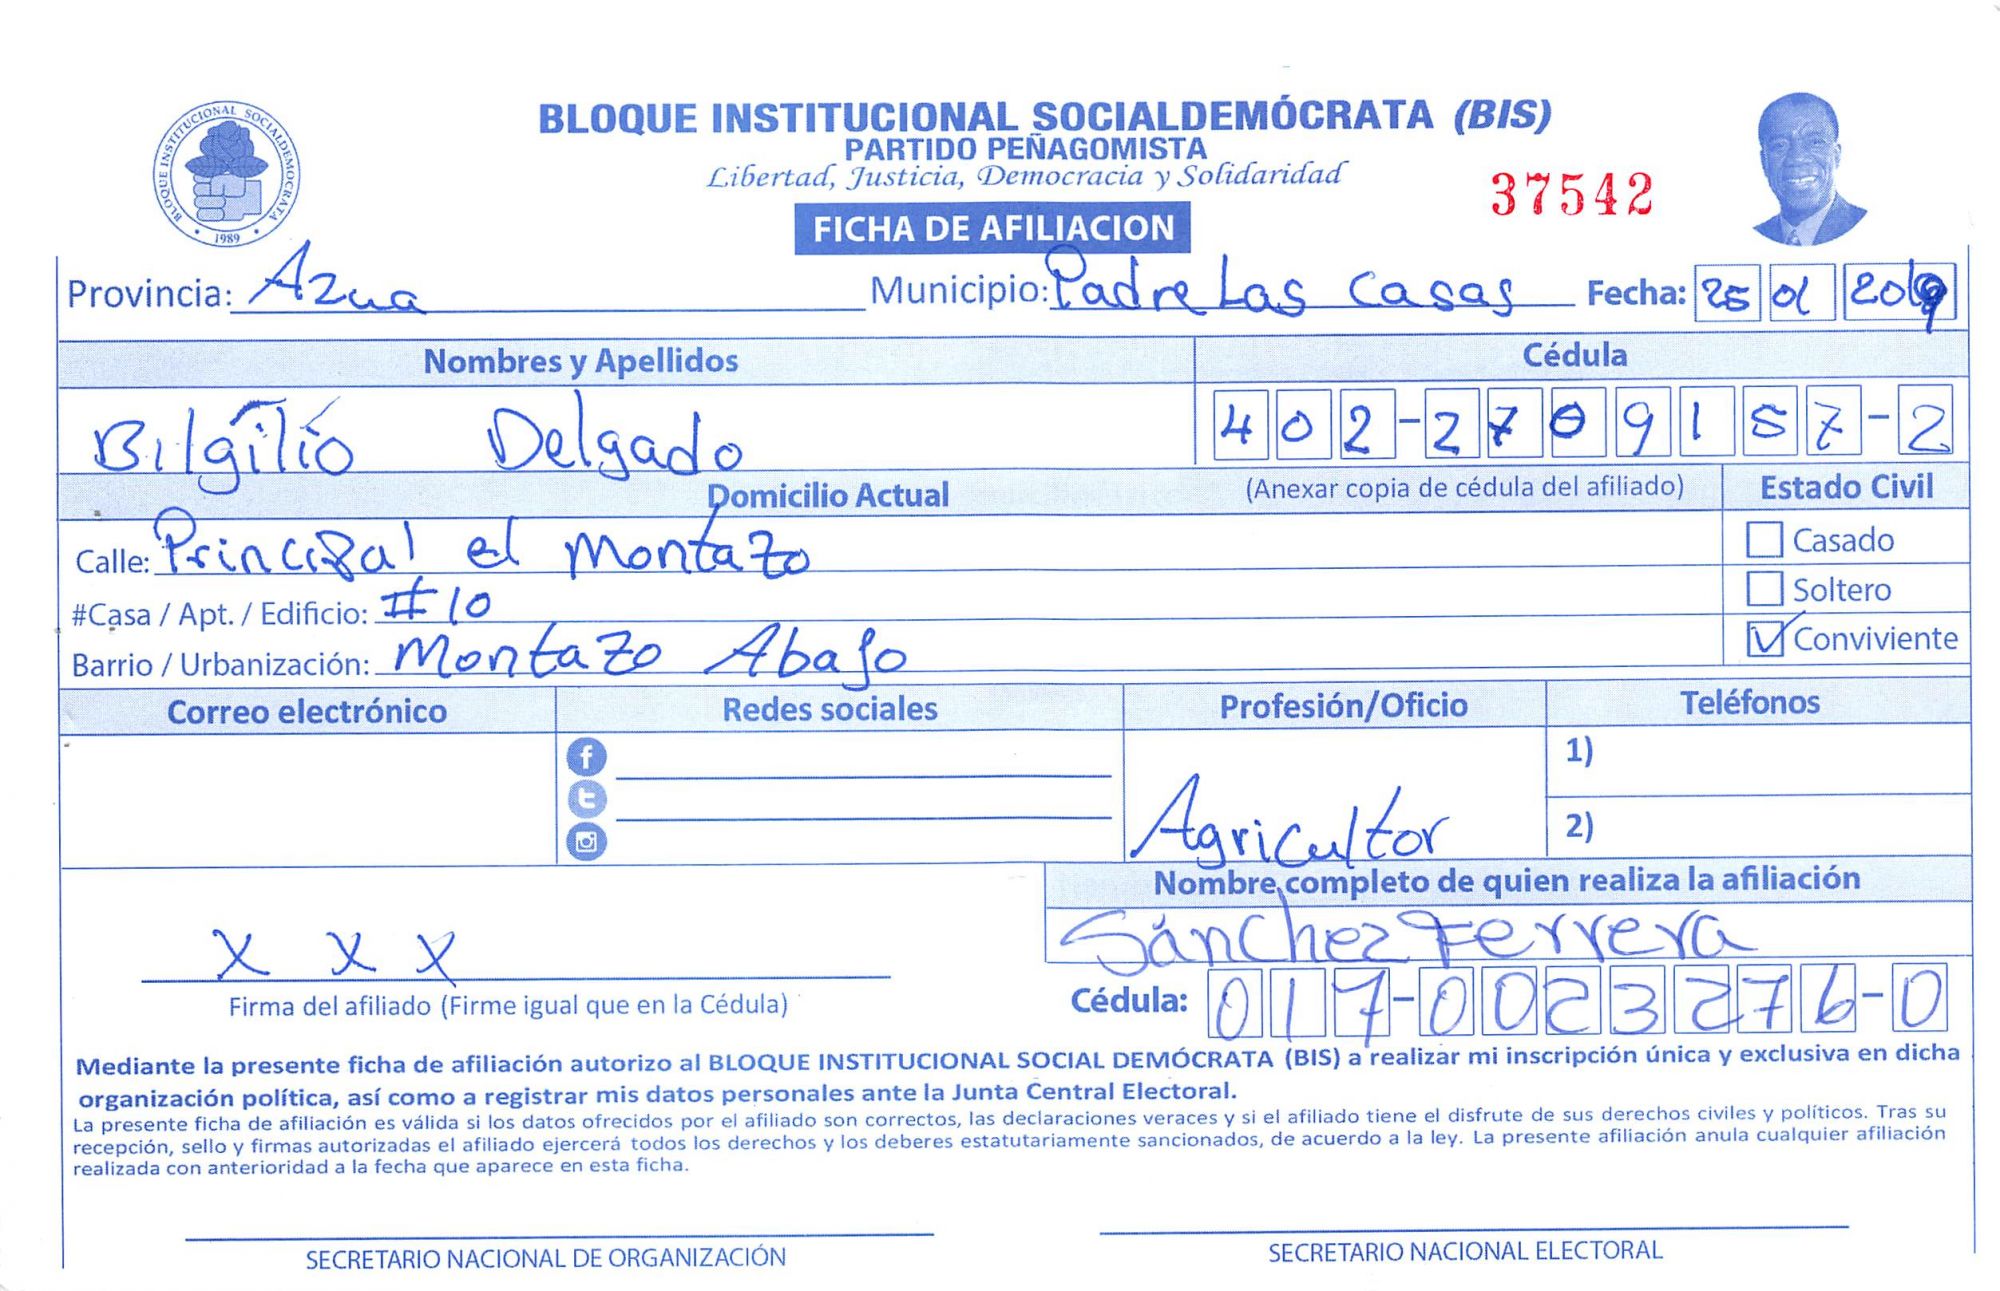 BLOQUE INSTITUCIONAL SOCIALDEMÓCRATA (BIS)
PARTIDO PEÑAGOMISTA
Libertad, Justicia, Democracia y Solidaridad
BLOQUE INSTITUCIONAL SOCIALDEMOCRATA
1989
37542
FICHA DE AFILIACION
Provincia: Azua Municipio: Padre Las Casas Fecha: 25 01 2019
Nombres y Apellidos Cédula
Bilgilio Delgado 402-2709157-2
Domicilio Actual (Anexar copia de cédula del afiliado) Estado Civil
Calle: Principal el Montazo Casado
#Casa / Apt. / Edificio: #10 Soltero
Barrio / Urbanización: Montazo Abajo Conviviente
Correo electrónico Redes sociales Profesión/Oficio Teléfonos
1)
Agricultor 2)
Nombre completo de quien realiza la afiliación
Sánchez Ferrera
X X X
Firma del afiliado (Firme igual que en la Cédula) Cédula: 017-0023276-0
Mediante la presente ficha de afiliación autorizo al BLOQUE INSTITUCIONAL SOCIAL DEMÓCRATA (BIS) a realizar mi inscripción única y exclusiva en dicha
organización política, así como a registrar mis datos personales ante la Junta Central Electoral.
La presente ficha de afiliación es válida si los datos ofrecidos por el afiliado son correctos, las declaraciones veraces y si el afiliado tiene el disfrute de sus derechos civiles y políticos. Tras su
recepción, sello y firmas autorizadas el afiliado ejercerá todos los derechos y los deberes estatutariamente sancionados, de acuerdo a la ley. La presente afiliación anula cualquier afiliación
realizada con anterioridad a la fecha que aparece en esta ficha.
SECRETARIO NACIONAL DE ORGANIZACIÓN SECRETARIO NACIONAL ELECTORAL